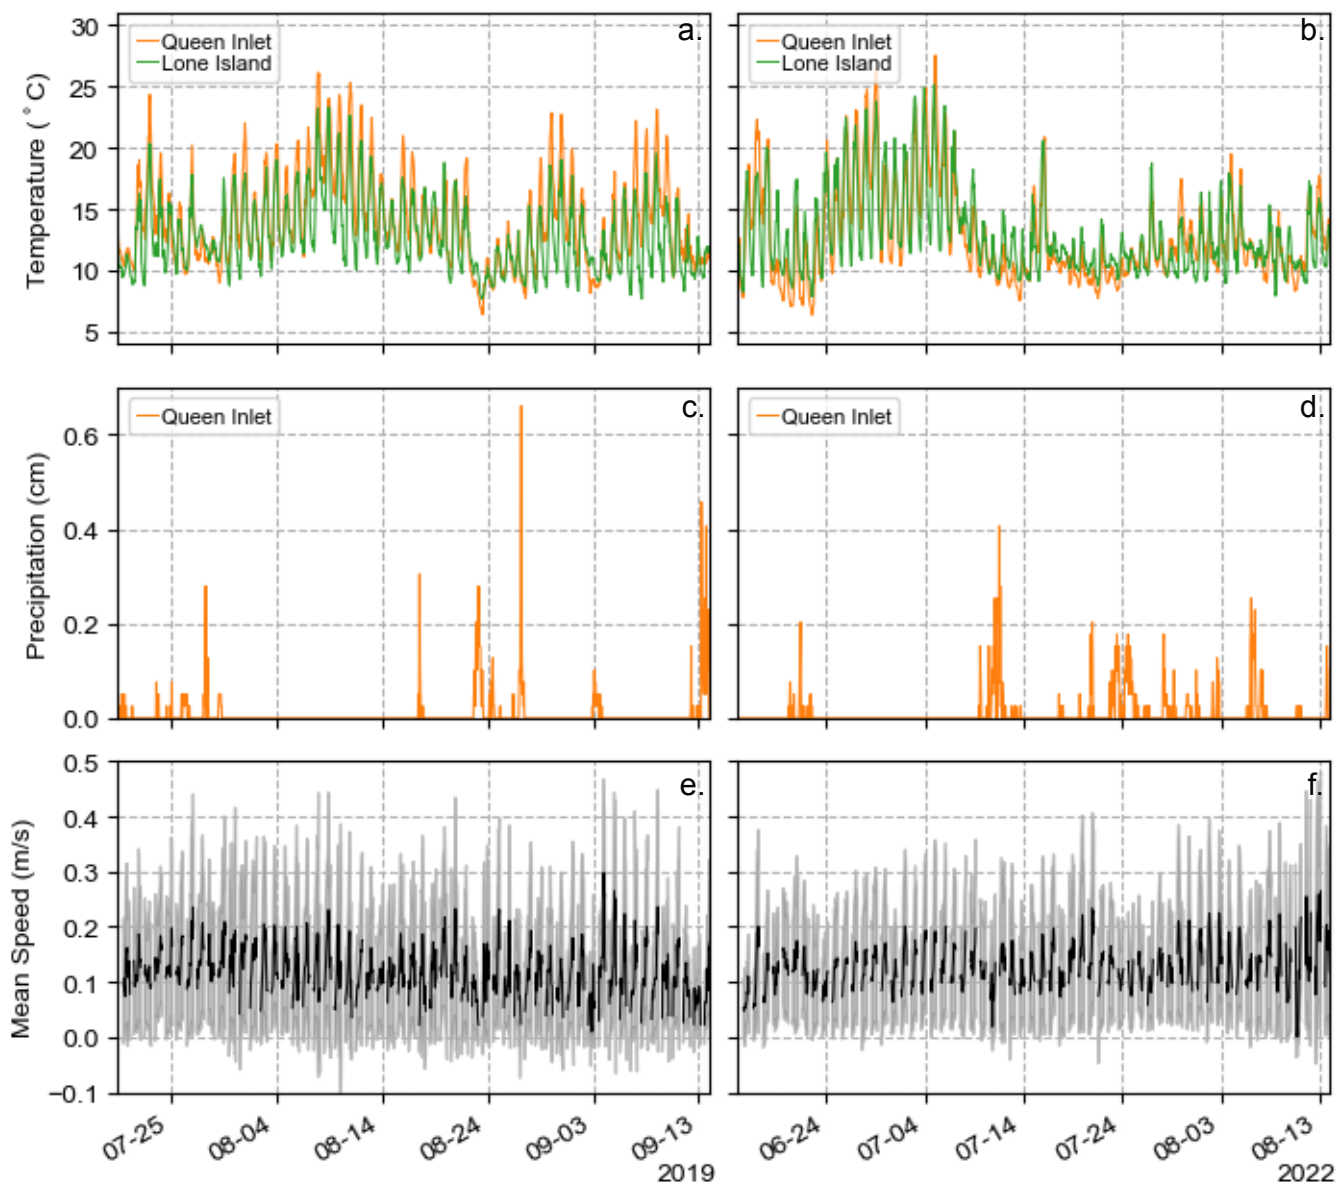 a.
b.
Queen Inlet
Lone Island
Queen Inlet
Lone Island
Temperature (°C)
30
25
20
15
10
5
c.
d.
Queen Inlet
Queen Inlet
Precipitation (cm)
0.6
0.4
0.2
0.0
e.
f.
Mean Speed (m/s)
0.5
0.4
0.3
0.2
0.1
0.0
−0.1
07-25
08-04
08-14
08-24
09-03
09-13
2019
06-24
07-04
07-14
07-24
08-03
08-13
2022